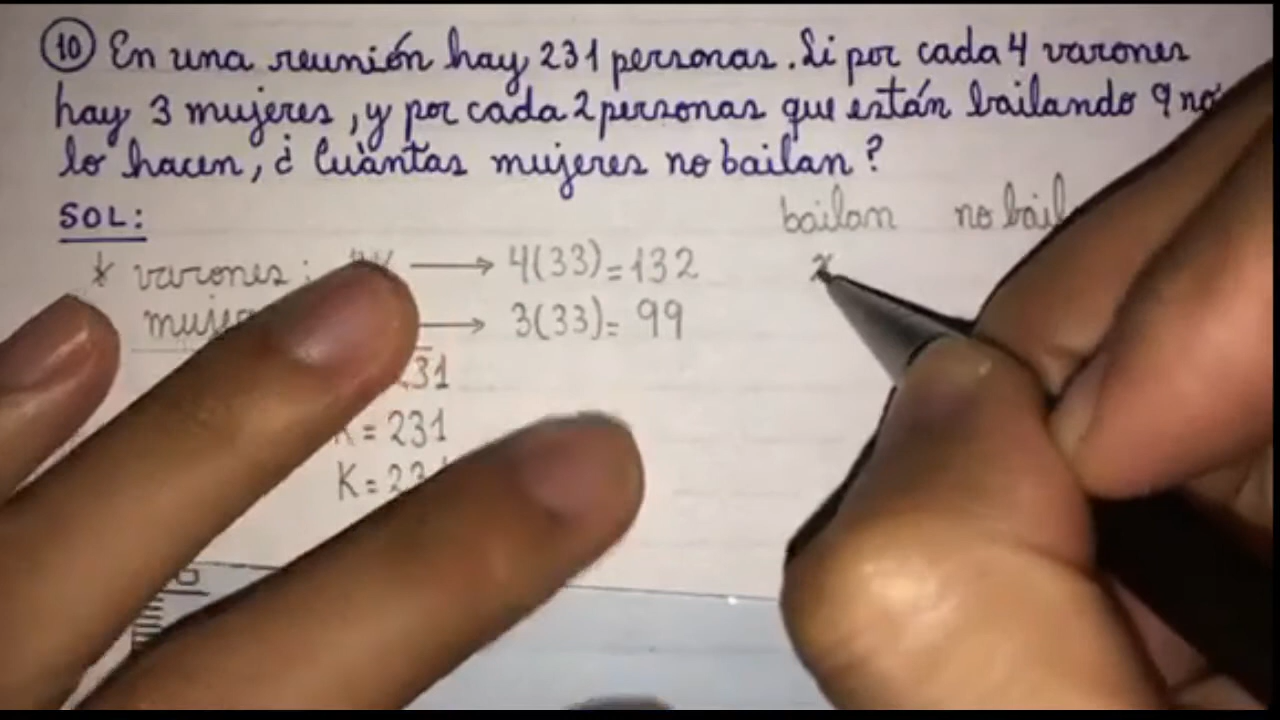 10 En una reunión hay 231 personas. Si por cada 4 varones
hay 3 mujeres, y por cada 2 personas que están bailando 9 no
lo hacen, ¿ Cuàntas mujeres no bailan?
SOL:
bailan no
* varones : → 4(33)=132
x
→ 3(33)= 99
= 231
K =